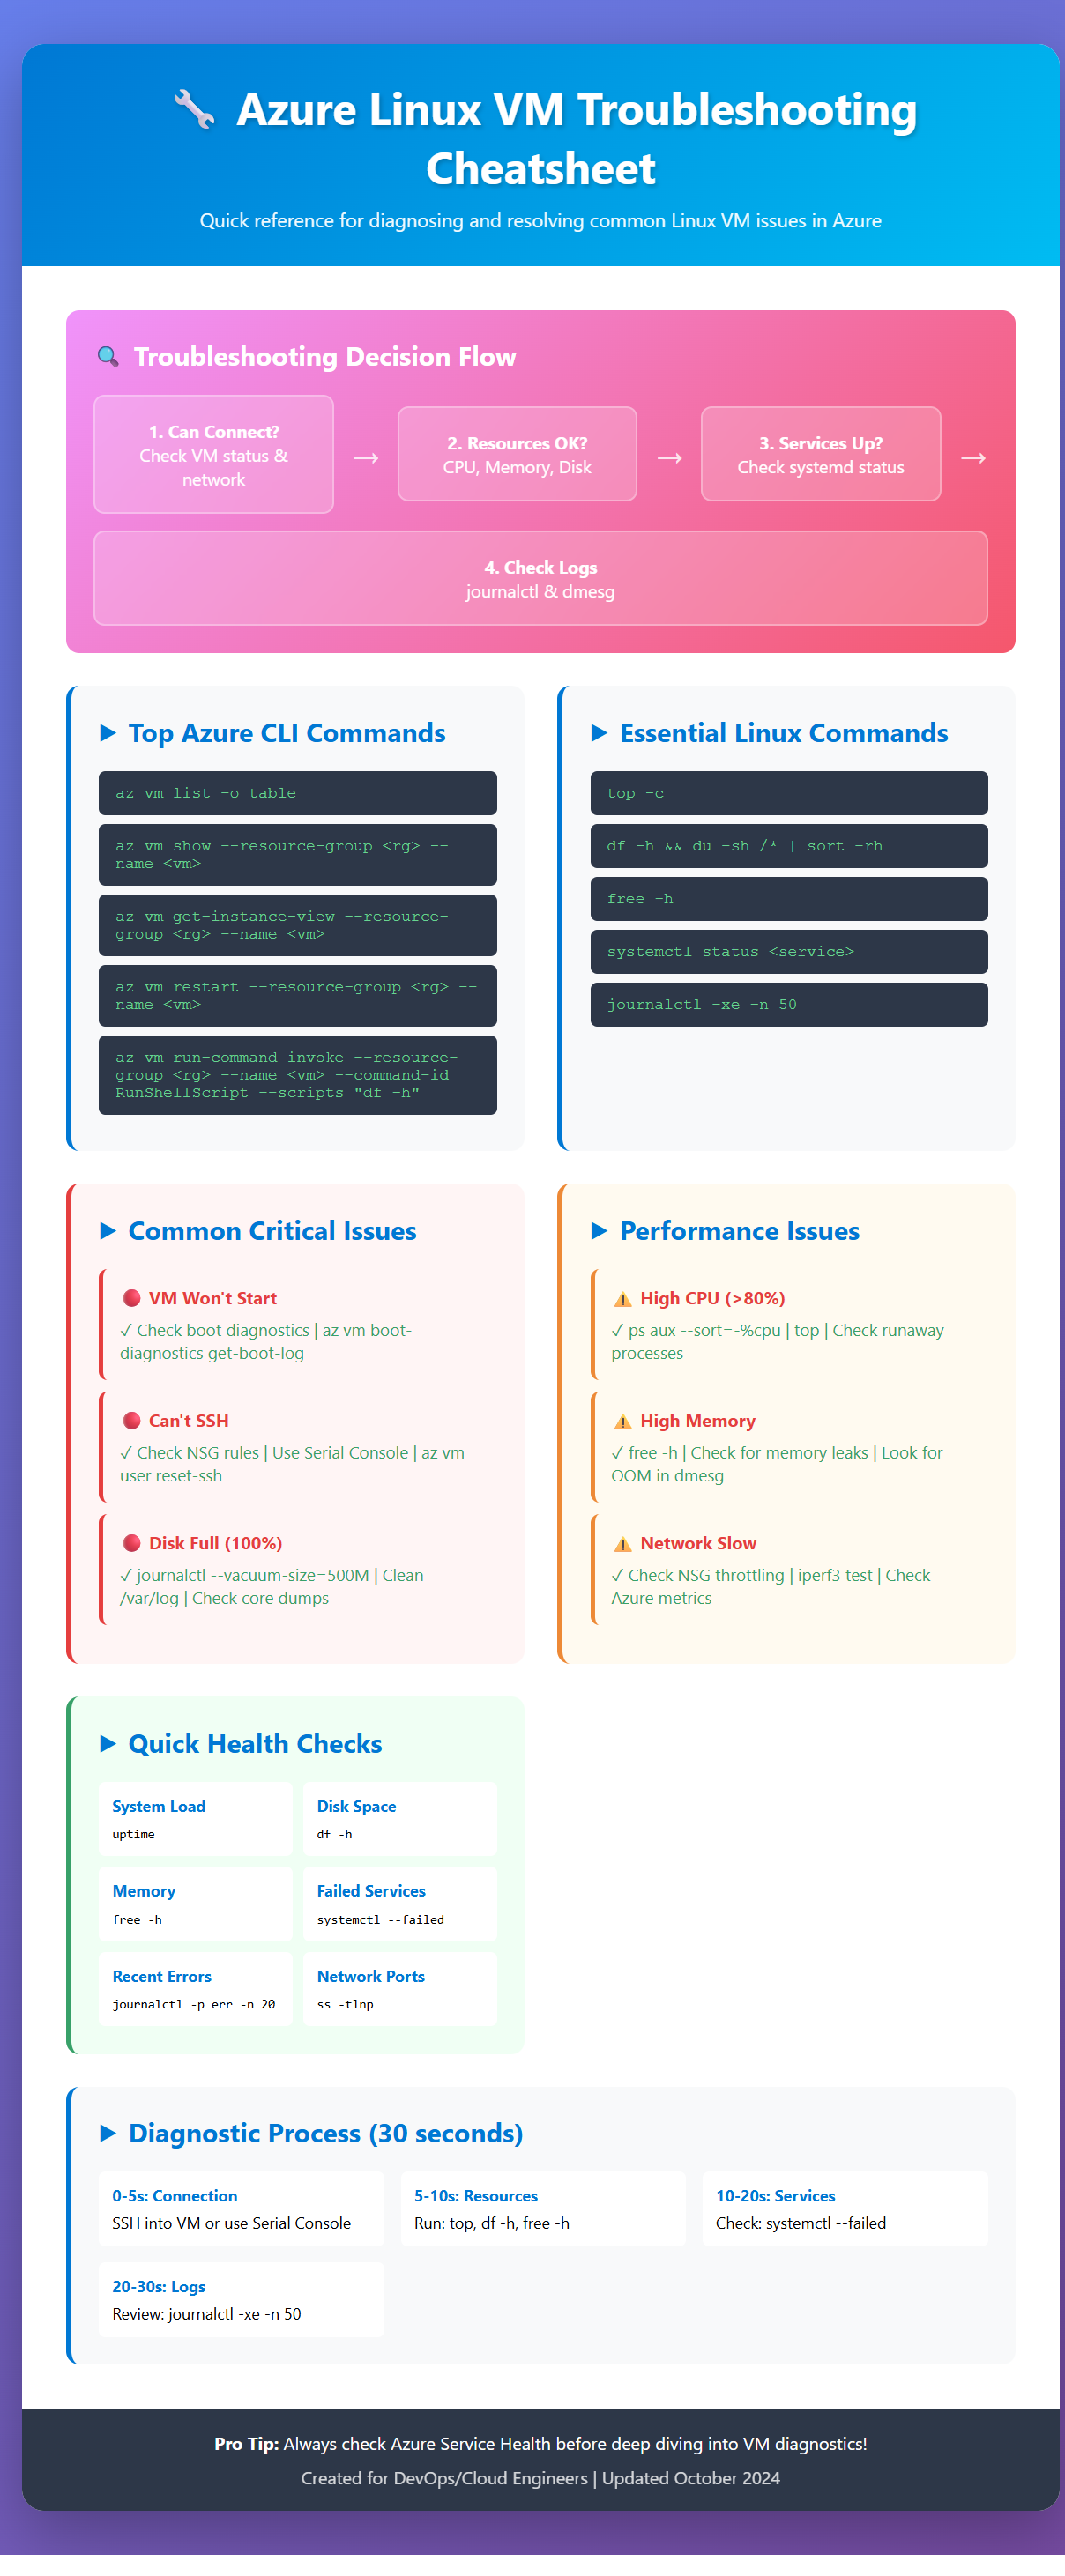 🔧 Azure Linux VM Troubleshooting
Cheatsheet
Quick reference for diagnosing and resolving common Linux VM issues in Azure
🔍 Troubleshooting Decision Flow
1. Can Connect?
Check VM status &
network
→
2. Resources OK?
CPU, Memory, Disk
→
3. Services Up?
Check systemd status
→
4. Check Logs
journalctl & dmesg
▶ Top Azure CLI Commands
az vm list -o table
az vm show --resource-group <rg> --
name <vm>
az vm get-instance-view --resource-
group <rg> --name <vm>
az vm restart --resource-group <rg> --
name <vm>
az vm run-command invoke --resource-
group <rg> --name <vm> --command-id
RunShellScript --scripts "df -h"
▶ Essential Linux Commands
top -c
df -h && du -sh /* | sort -rh
free -h
systemctl status <service>
journalctl -xe -n 50
▶ Common Critical Issues
🔴 VM Won't Start
✓ Check boot diagnostics | az vm boot-
diagnostics get-boot-log
🔴 Can't SSH
✓ Check NSG rules | Use Serial Console | az vm
user reset-ssh
🔴 Disk Full (100%)
✓ journalctl --vacuum-size=500M | Clean
/var/log | Check core dumps
▶ Performance Issues
⚠️ High CPU (>80%)
✓ ps aux --sort=-%cpu | top | Check runaway
processes
⚠️ High Memory
✓ free -h | Check for memory leaks | Look for
OOM in dmesg
⚠️ Network Slow
✓ Check NSG throttling | iperf3 test | Check
Azure metrics
▶ Quick Health Checks
System Load
uptime
Disk Space
df -h
Memory
free -h
Failed Services
systemctl --failed
Recent Errors
journalctl -p err -n 20
Network Ports
ss -tlnp
▶ Diagnostic Process (30 seconds)
0-5s: Connection
SSH into VM or use Serial Console
5-10s: Resources
Run: top, df -h, free -h
10-20s: Services
Check: systemctl --failed
20-30s: Logs
Review: journalctl -xe -n 50
Pro Tip: Always check Azure Service Health before deep diving into VM diagnostics!
Created for DevOps/Cloud Engineers | Updated October 2024